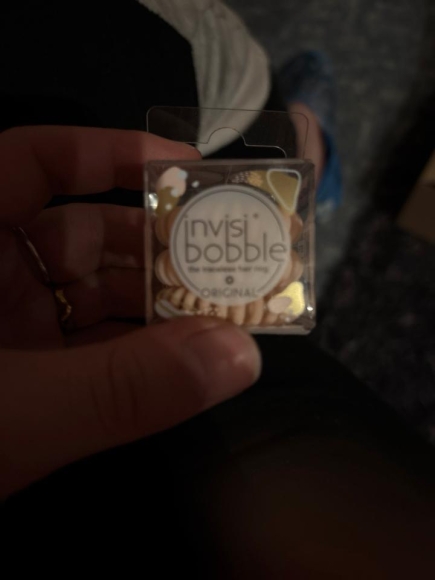 invisi®
bobble
the traceless hair ring
ORIGINAL